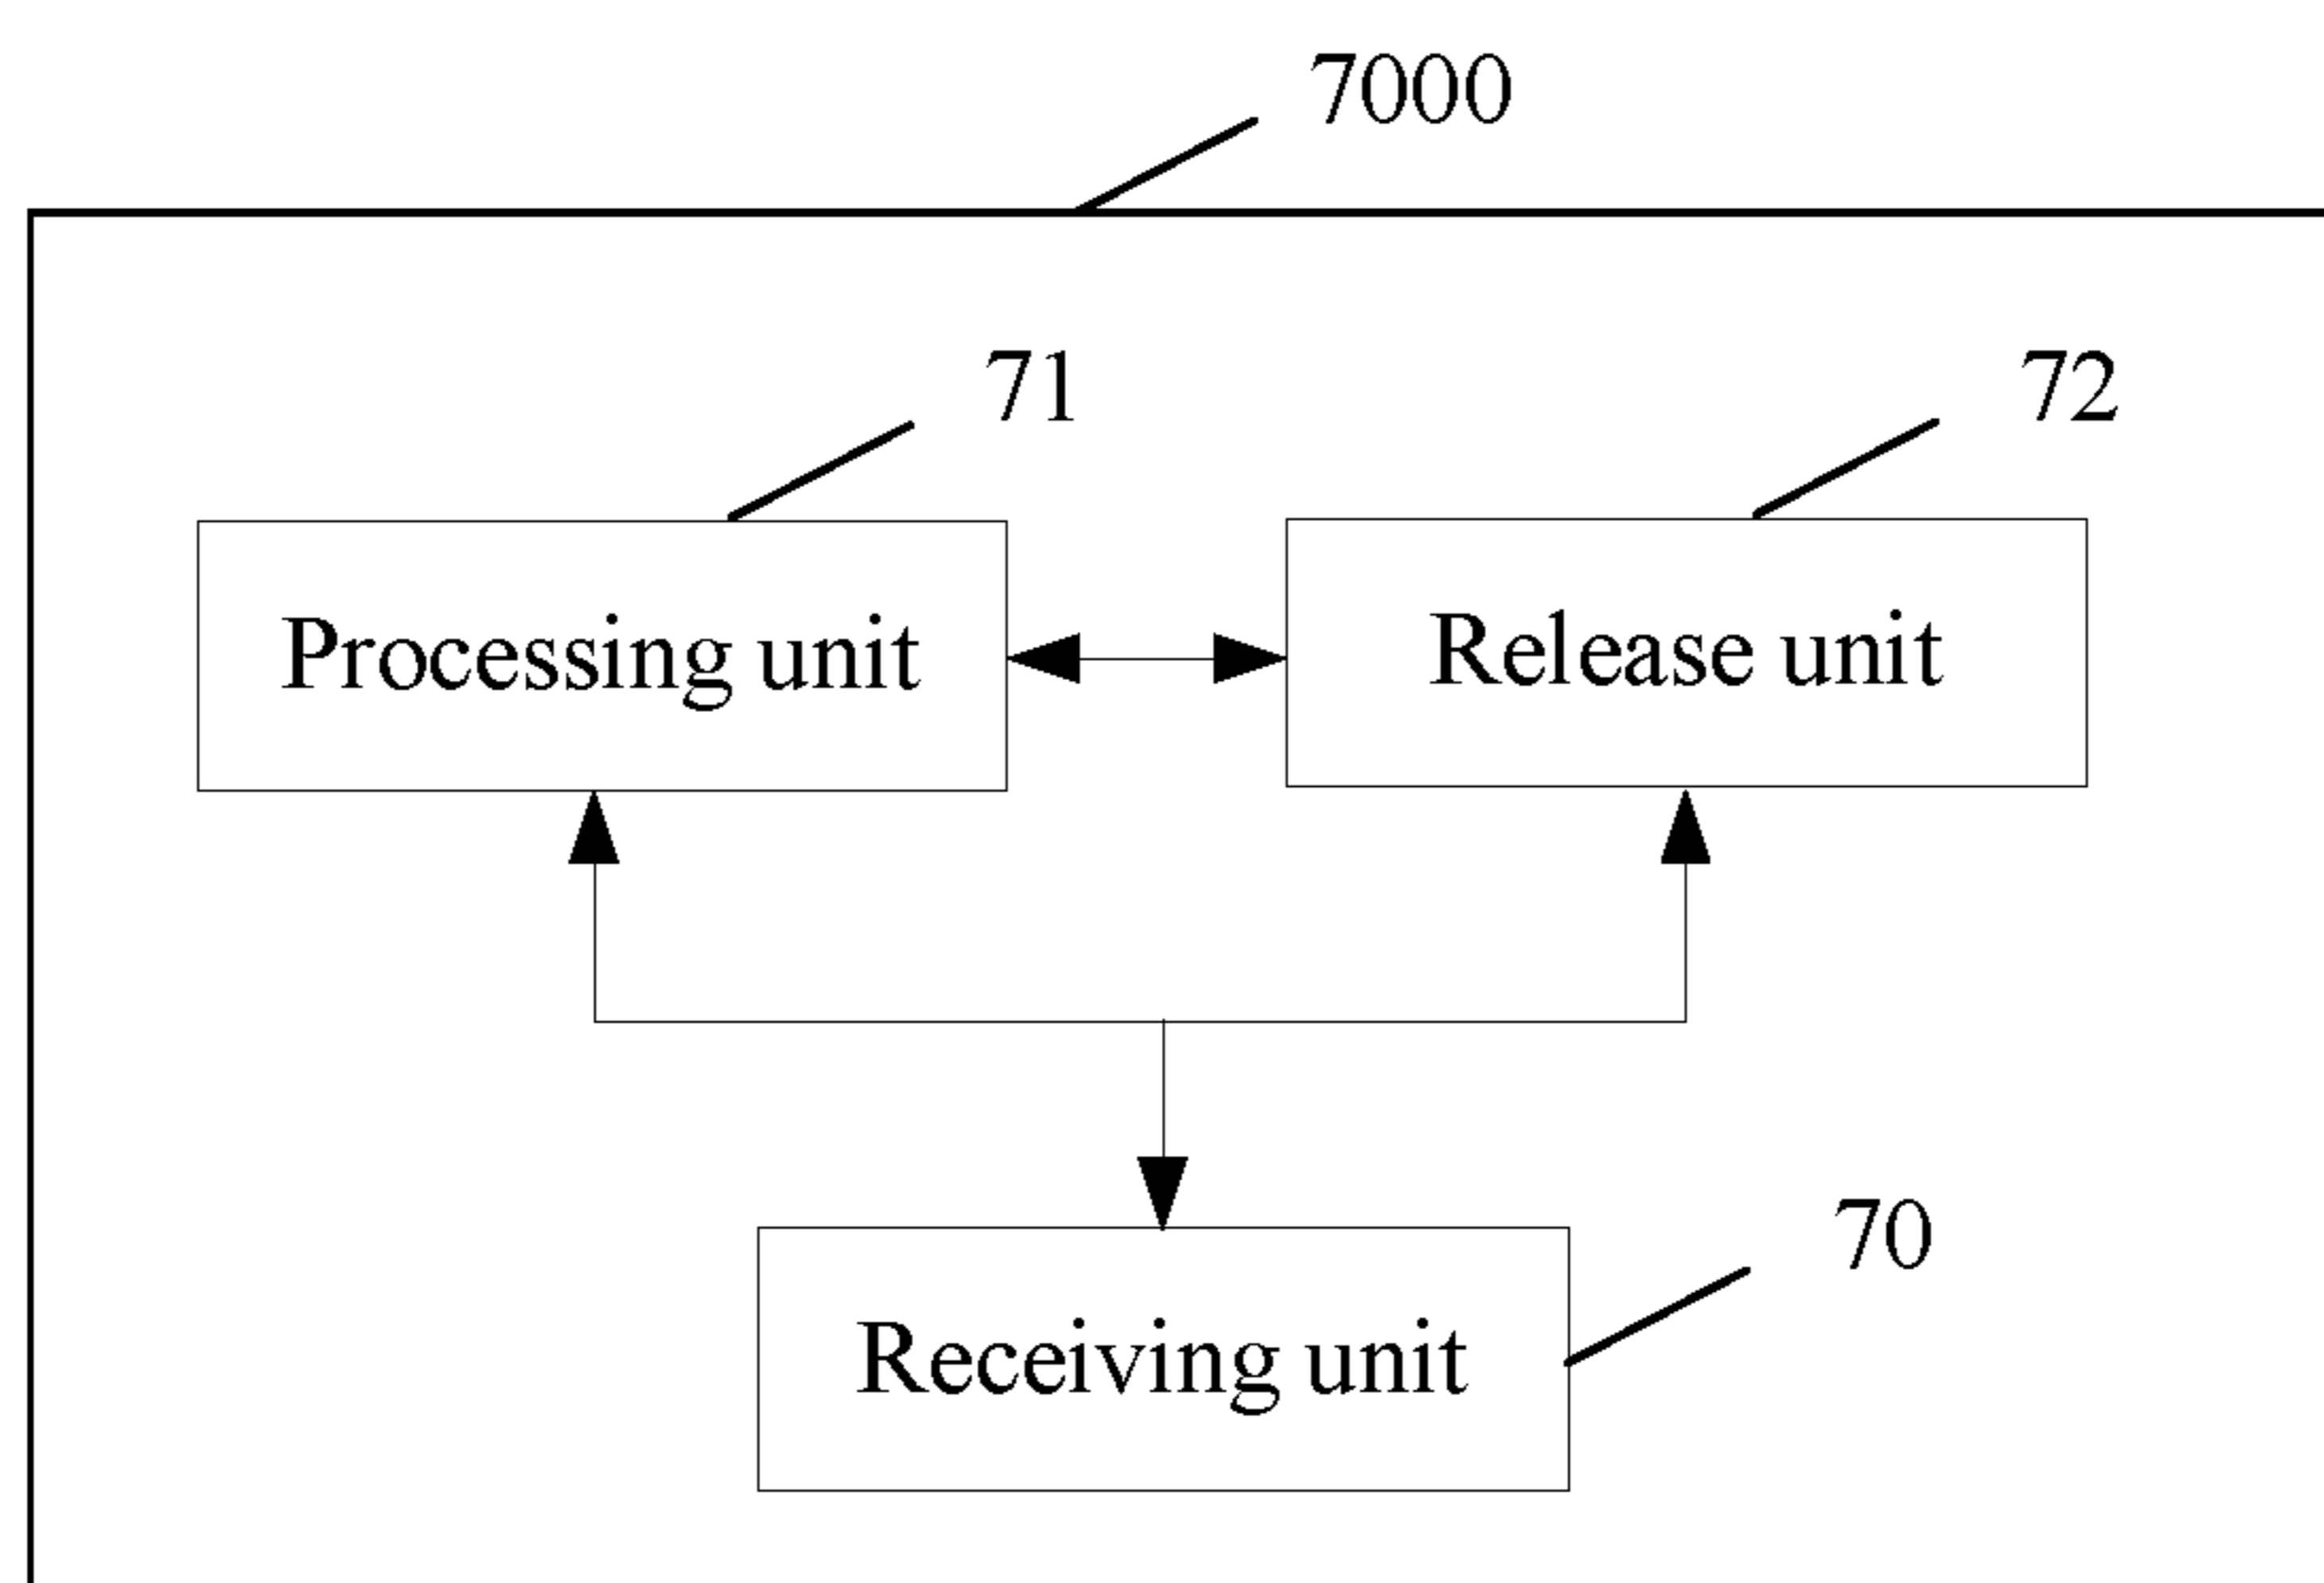 7000
71
72
Processing unit
Release unit
70
Receiving unit